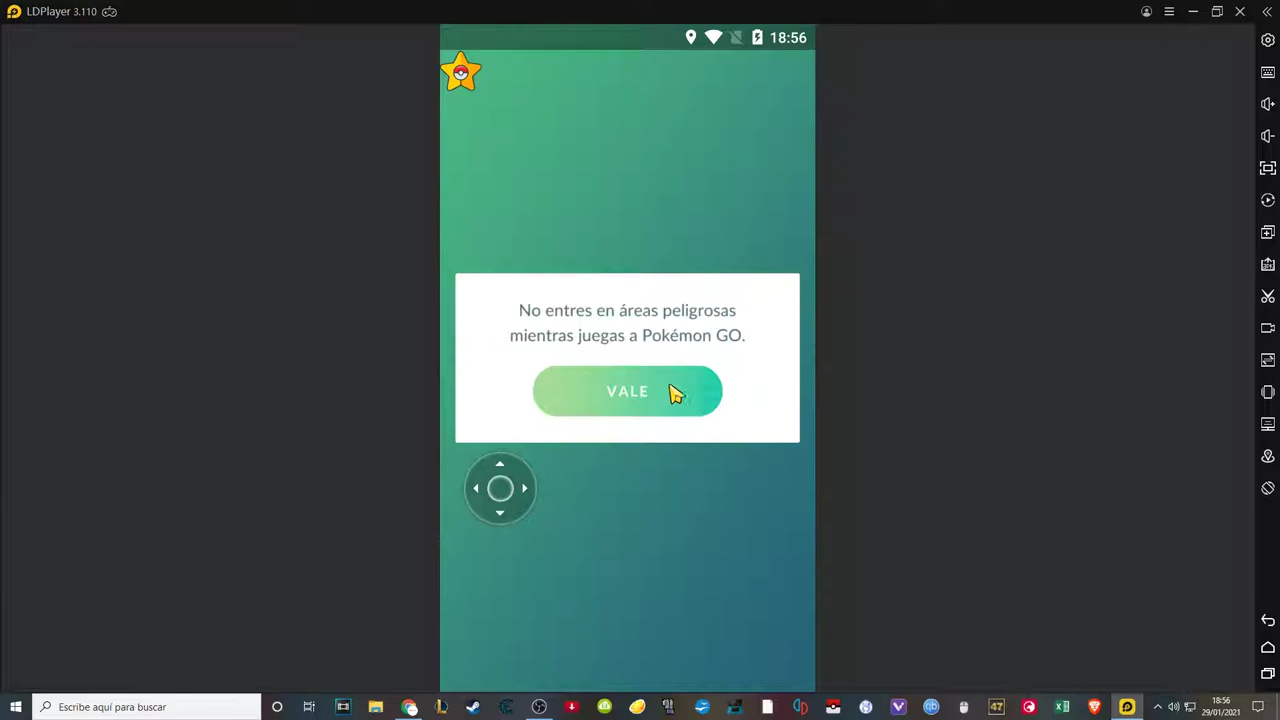 LDPlayer 3.110
18:56
No entres en áreas peligrosas
mientras juegas a Pokémon GO.
VALE
Escribe aquí para buscar
47
18:56
29/01/2021